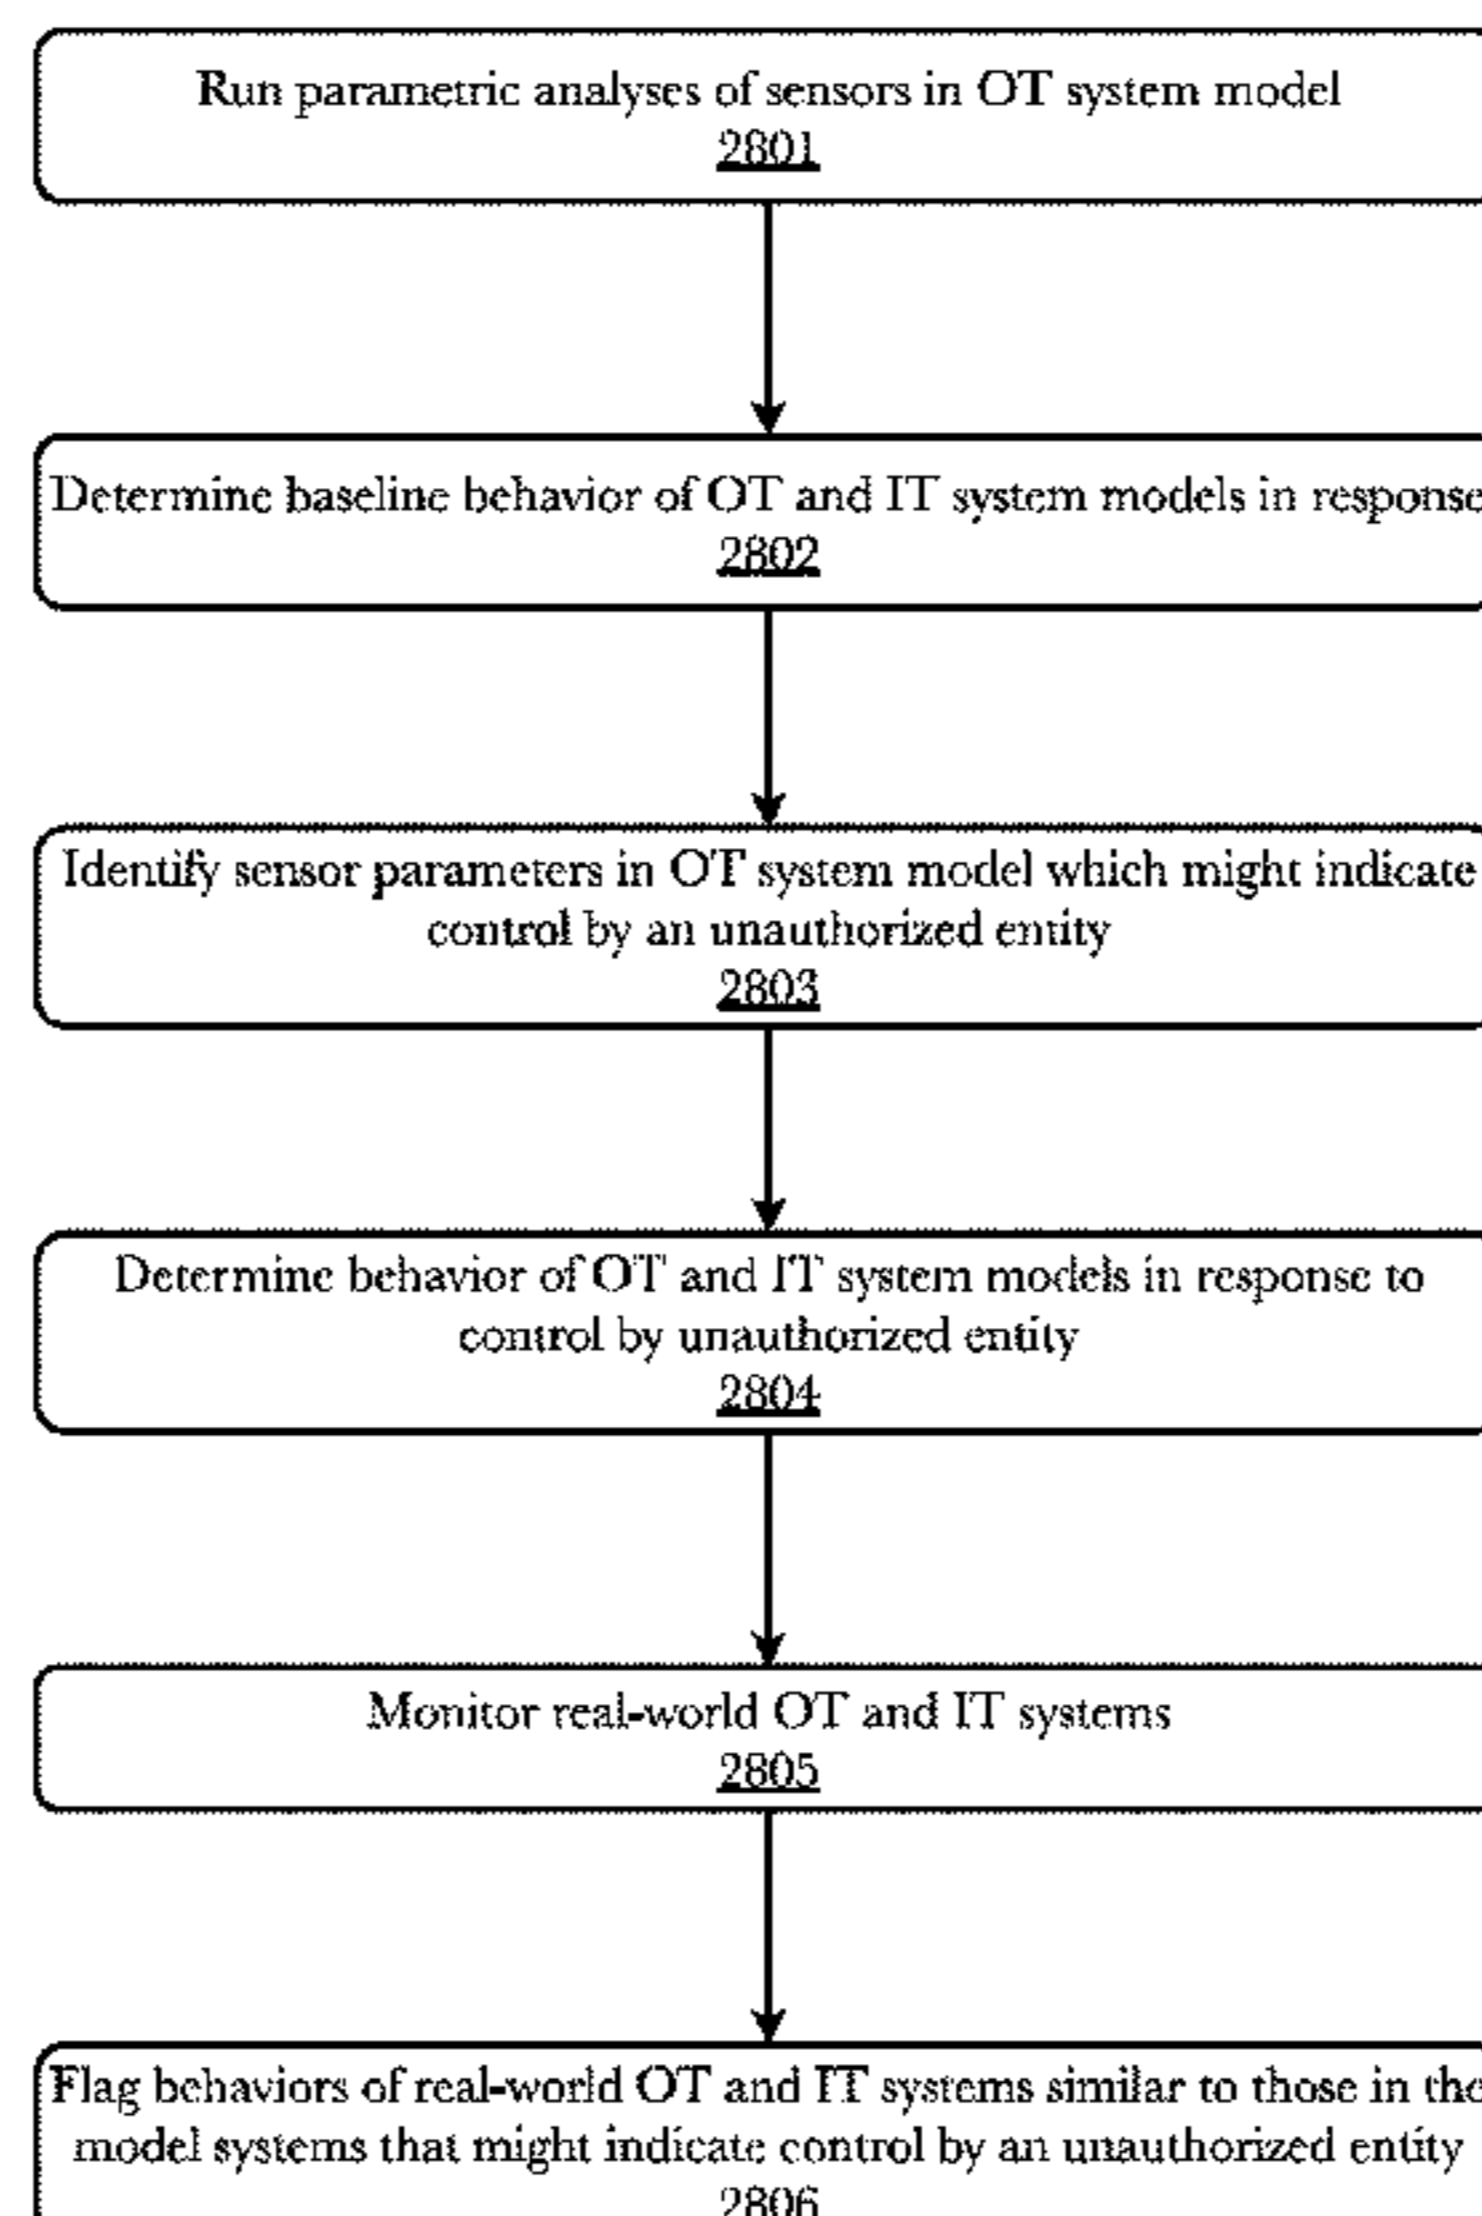 Run parametric analyses of sensors in OT system model
2801
Determine baseline behavior of OT and IT system models in response
2802
Identify sensor parameters in OT system model which might indicate
control by an unauthorized entity
2803
Determine behavior of OT and IT system models in response to
control by unauthorized entity
2804
Monitor real-world OT and IT systems
2805
Flag behaviors of real-world OT and IT systems similar to those in the
model systems that might indicate control by an unauthorized entity
2806